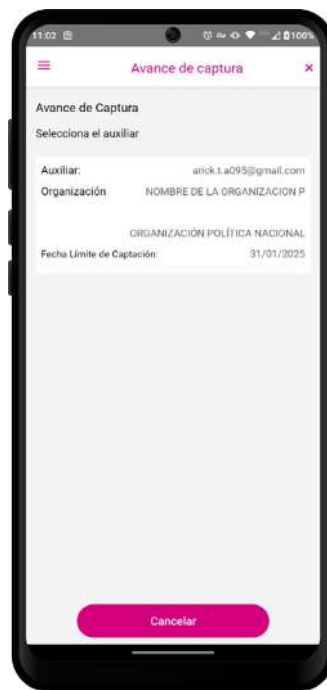 11:02
100%
Avance de captura
×
Avance de Captura
Selecciona el auxiliar
Auxiliar: arick.t.a095@gmail.com
Organización NOMBRE DE LA ORGANIZACION P
ORGANIZACIÓN POLÍTICA NACIONAL
Fecha Límite de Captación: 31/01/2025
Cancelar